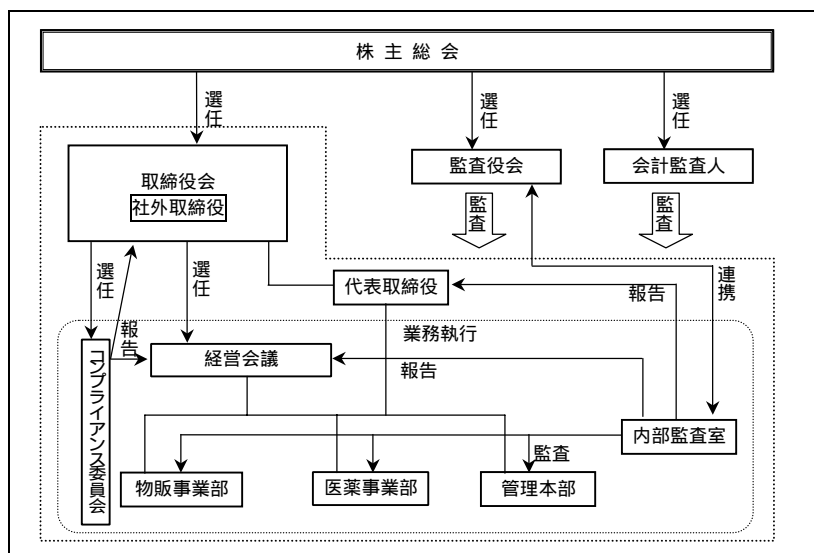 株主総会
選任
選任
選任
取締役会
社外取締役
監査役会
会計監査人
監査
監査
選任
選任
代表取締役
報告
連携
報告
業務執行
コンプライアンス委員会
経営会議
報告
内部監査室
監査
物販事業部
医薬事業部
管理本部